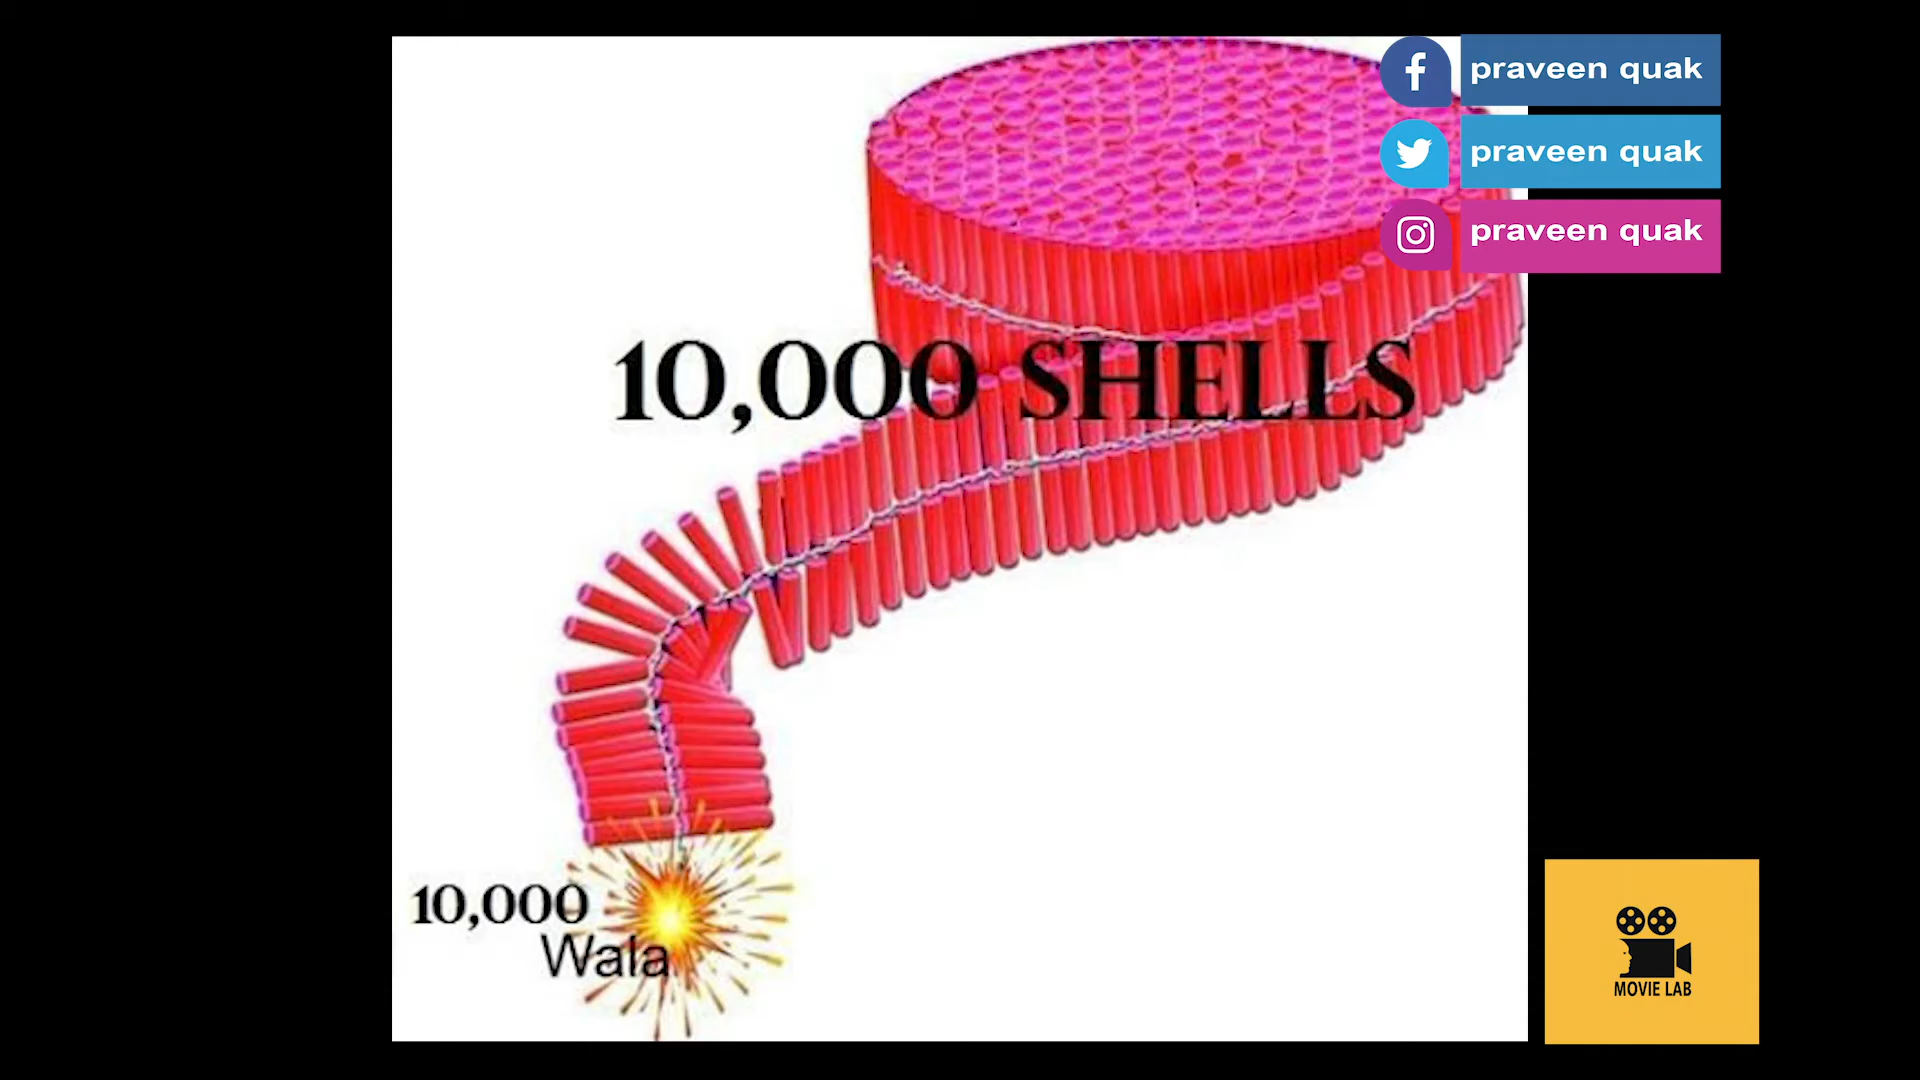 praveen quak
praveen quak
praveen quak
10,000 SHELLS
10,000
Wala
MOVIE LAB